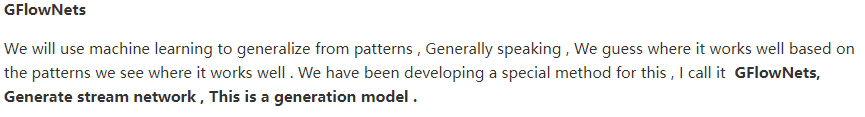 GFlowNets
We will use machine learning to generalize from patterns , Generally speaking , We guess where it works well based on
the patterns we see where it works well . We have been developing a special method for this , I call it  GFlowNets,
Generate stream network , This is a generation model .